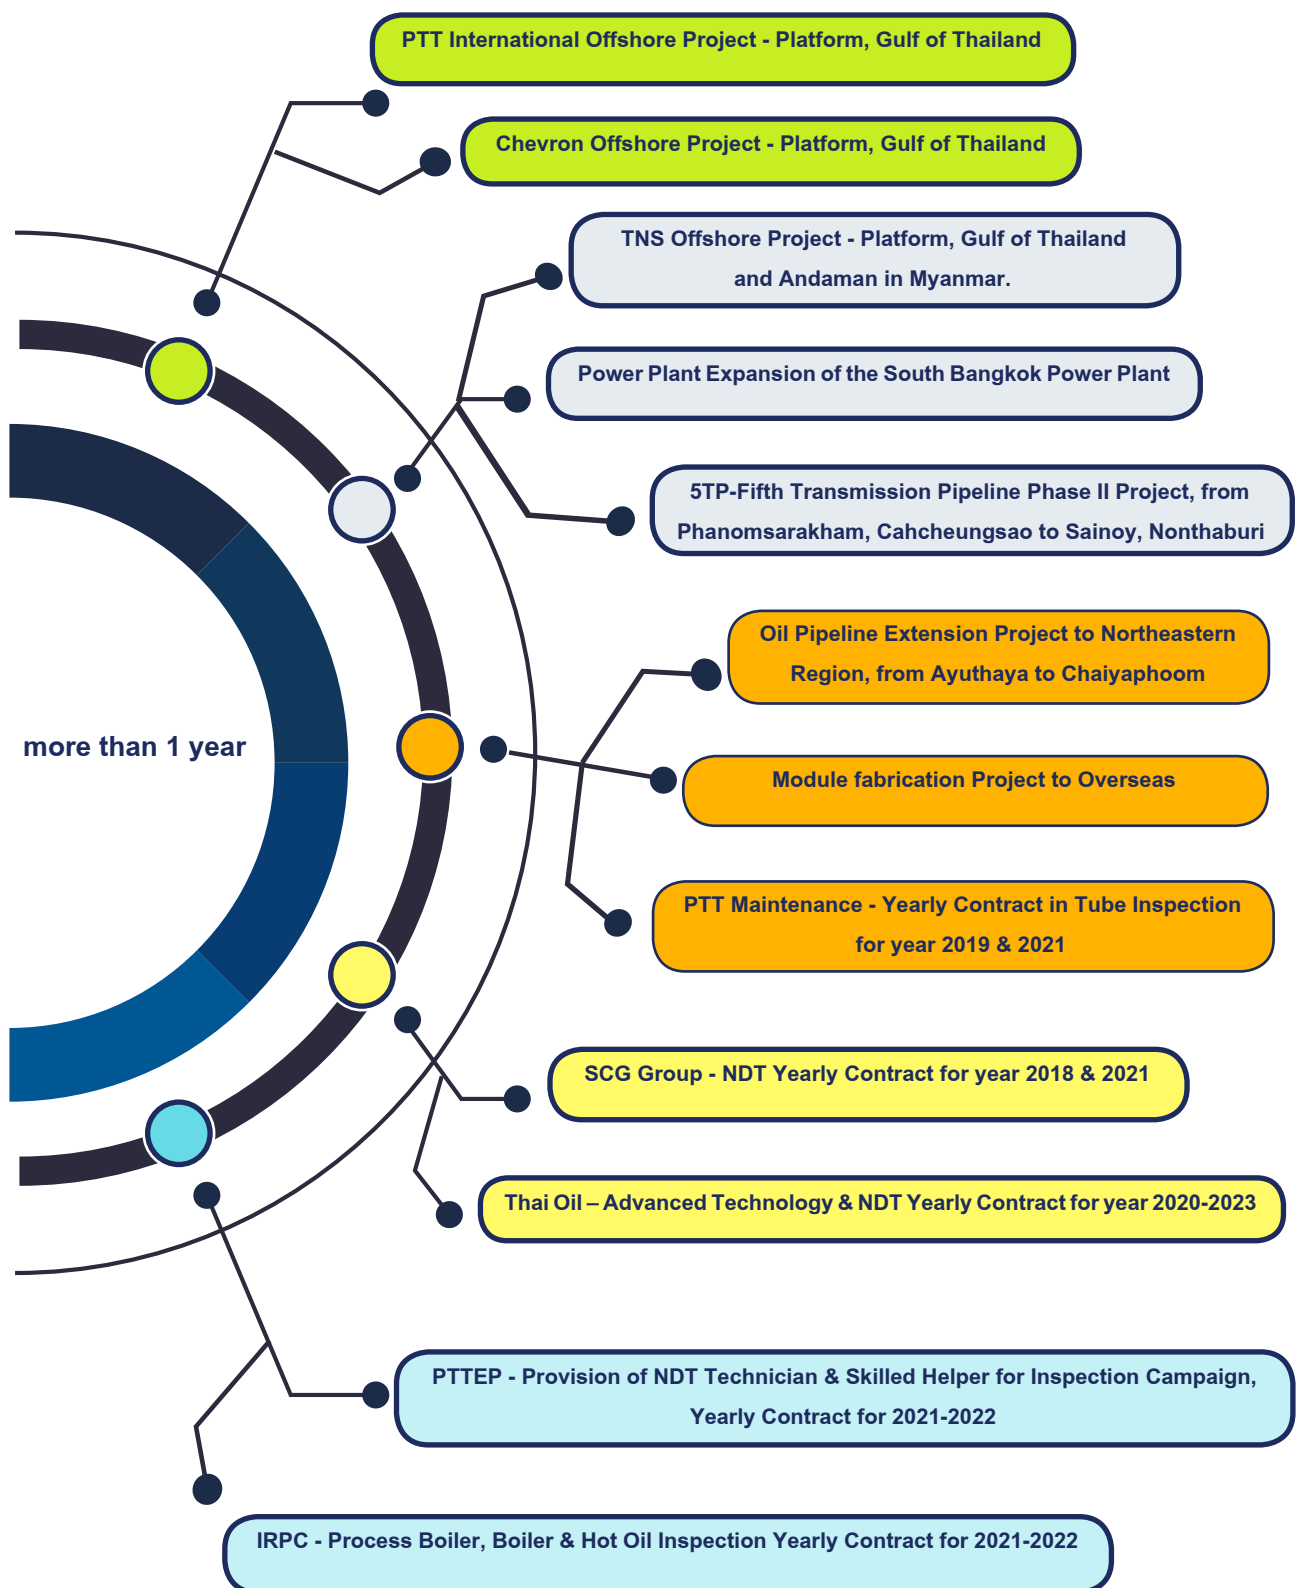 PTT International Offshore Project - Platform, Gulf of Thailand
Chevron Offshore Project - Platform, Gulf of Thailand
TNS Offshore Project - Platform, Gulf of Thailand
and Andaman in Myanmar.
Power Plant Expansion of the South Bangkok Power Plant
5TP-Fifth Transmission Pipeline Phase II Project, from
Phanomsarakham, Cahcheungsao to Sainoy, Nonthaburi
Oil Pipeline Extension Project to Northeastern
Region, from Ayuthaya to Chaiyaphoom
more than 1 year
Module fabrication Project to Overseas
PTT Maintenance - Yearly Contract in Tube Inspection
for year 2019 & 2021
SCG Group - NDT Yearly Contract for year 2018 & 2021
Thai Oil – Advanced Technology & NDT Yearly Contract for year 2020-2023
PTTEP - Provision of NDT Technician & Skilled Helper for Inspection Campaign,
Yearly Contract for 2021-2022
IRPC - Process Boiler, Boiler & Hot Oil Inspection Yearly Contract for 2021-2022